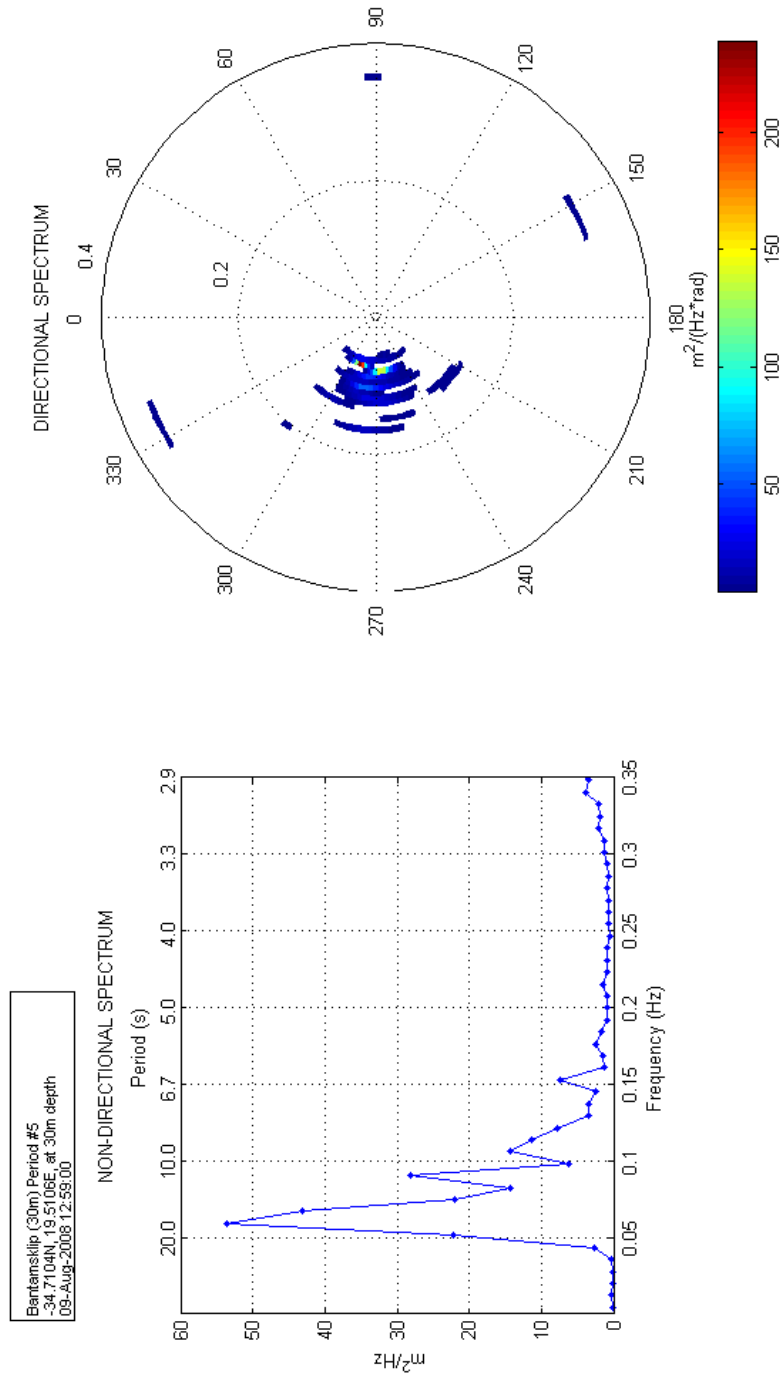 Bantamsklip (30m) Period #5
-34.7104N, 19.5106E, at 30m depth
09-Aug-2008 12:59:00
NON-DIRECTIONAL SPECTRUM
Period (s)
20.0 10.0 6.7 5.0 4.0 3.3 2.9
60
50
40
30
20
10
0
m^2/Hz
0.05 0.1 0.15 0.2 0.25 0.3 0.35
Frequency (Hz)
DIRECTIONAL SPECTRUM
0
30
60
90
120
150
180
210
240
270
300
330
0.2
0.4
50 100 150 200
m^2/(Hz*rad)